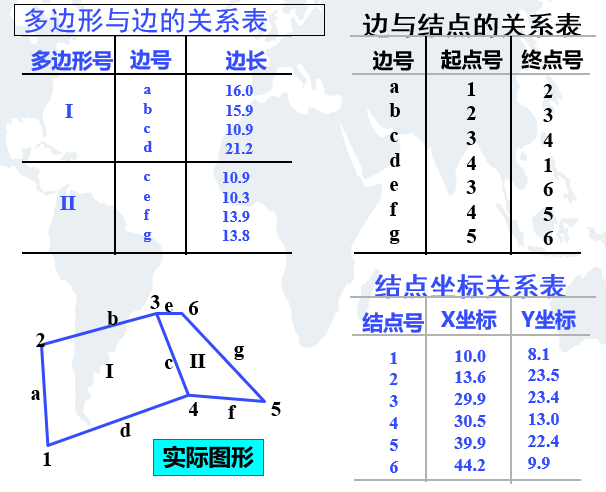 多边形与边的关系表
多边形号 边号 边长
I
a 16.0
b 15.9
c 10.9
d 21.2
II
c 10.9
e 10.3
f 13.9
g 13.8
边与结点的关系表
边号 起点号 终点号
a 1 2
b 2 3
c 3 4
d 4 1
e 3 6
f 4 5
g 5 6
结点坐标关系表
结点号 X坐标 Y坐标
1 10.0 8.1
2 13.6 23.5
3 29.9 23.4
4 30.5 13.0
5 39.9 22.4
6 44.2 9.9
3 e 6
b
2
g
c II
I
a
4 f 5
d
1
实际图形